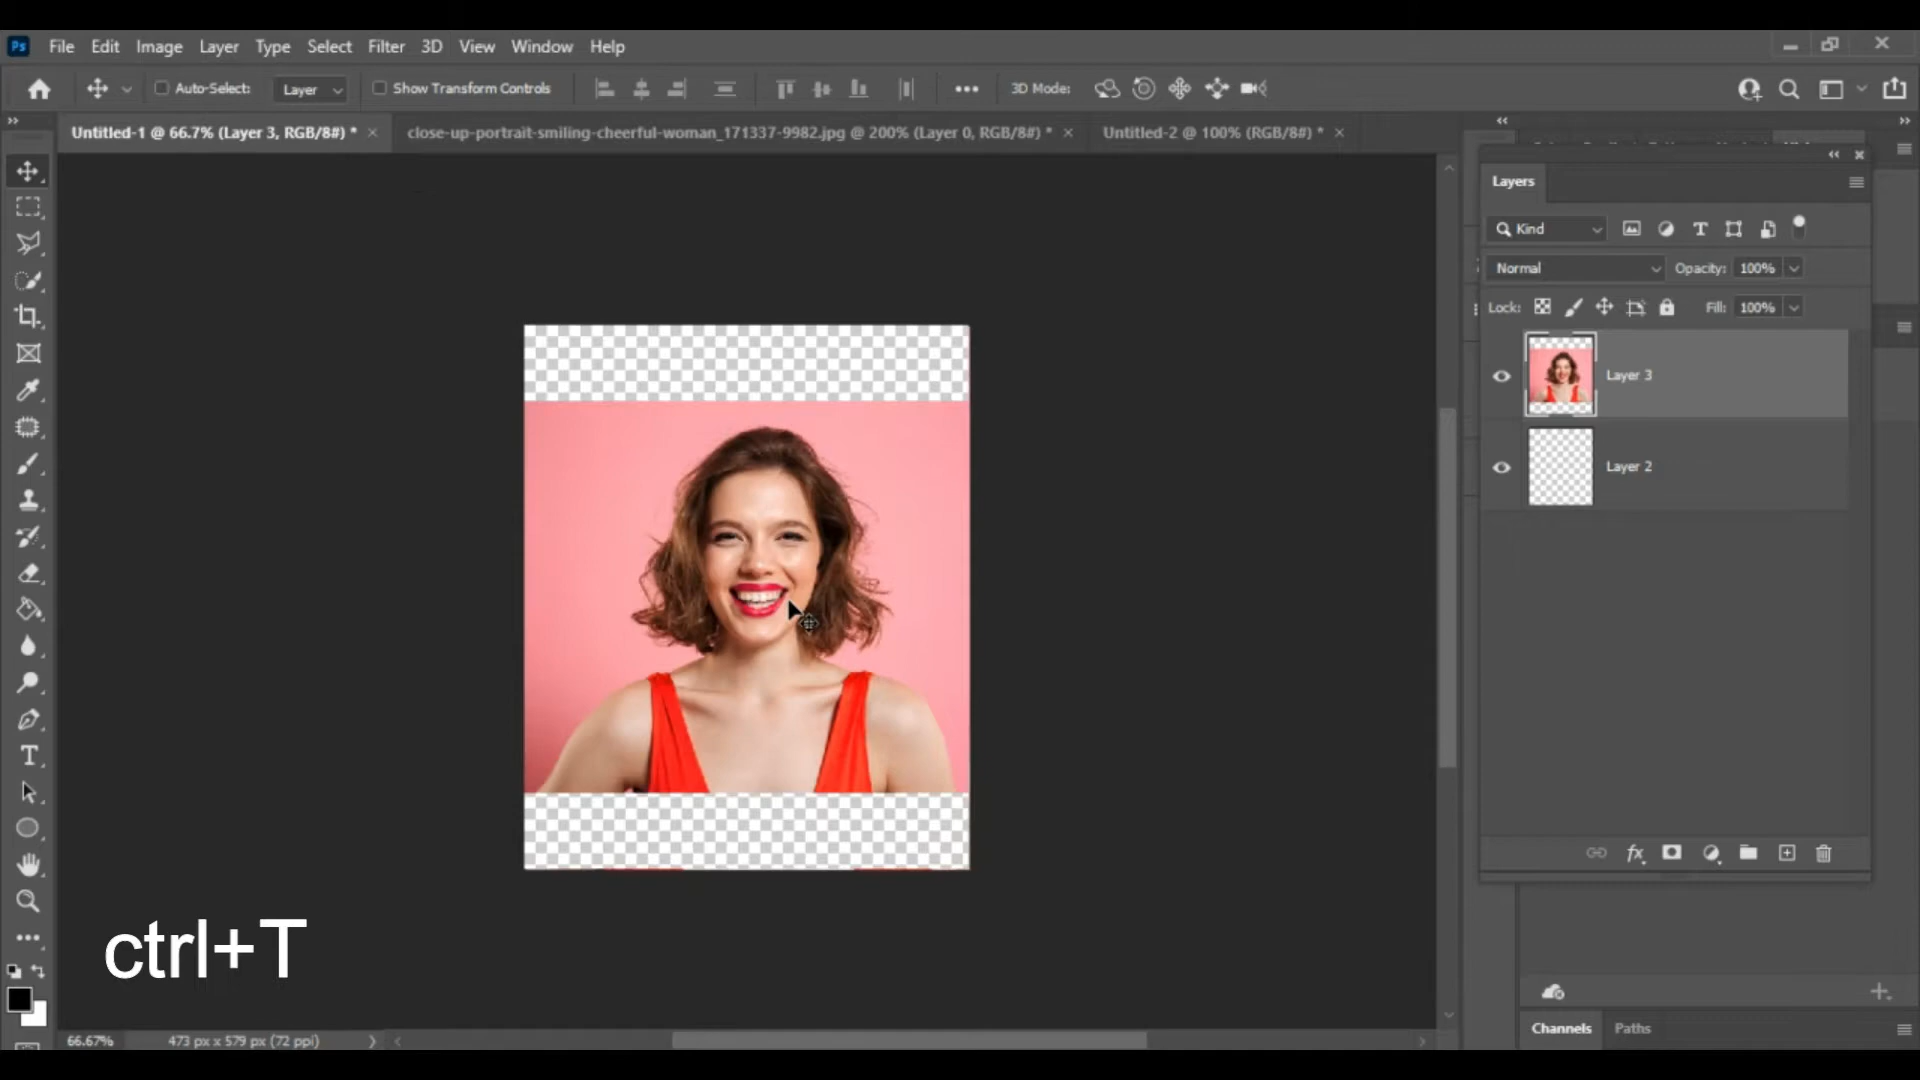 Ps File Edit Image Layer Type Select Filter 3D View Window Help
Auto-Select: Layer Show Transform Controls 3D Mode:
Untitled-1 @ 66.7% (Layer 3, RGB/8#) * close-up-portrait-smiling-cheerful-woman_171337-9982.jpg @ 200% (Layer 0, RGB/8#) * Untitled-2 @ 100% (RGB/8#) *
Layers
Kind
Normal Opacity: 100%
Lock: Fill: 100%
Layer 3
Layer 2
fx
ctrl+T
Channels Paths
66.67% 473 px x 579 px (72 ppi)